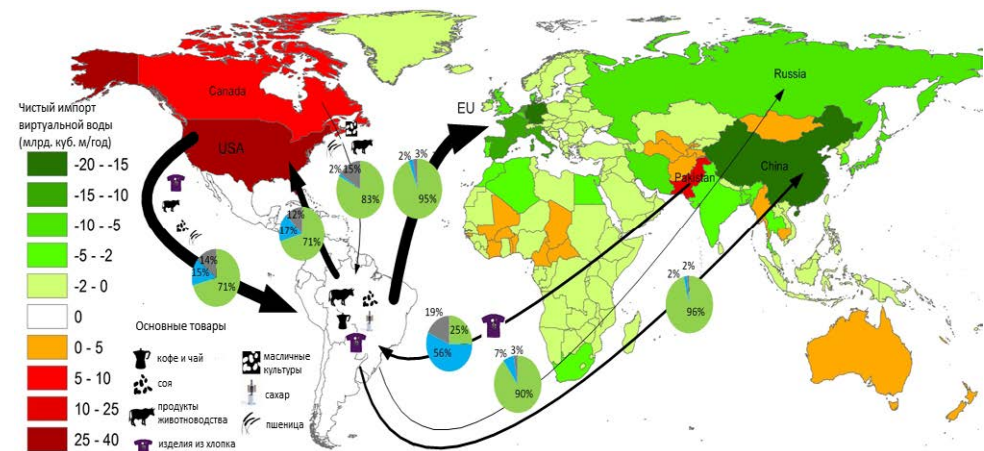 Чистый импорт
виртуальной воды
(млрд. куб. м/год)
-20 - -15
-15 - -10
-10 - -5
-5 - -2
-2 - 0
0
0 - 5
5 - 10
10 - 25
25 - 40
Основные товары
кофе и чай
соя
продукты
животноводства
изделия из хлопка
масличные
культуры
сахар
пшеница
Canada
USA
EU
Russia
China
Pakistan
2% 15%
83%
2% 3%
95%
12%
17%
71%
14%
15%
71%
19%
25%
56%
7% 3%
90%
2% 2%
96%